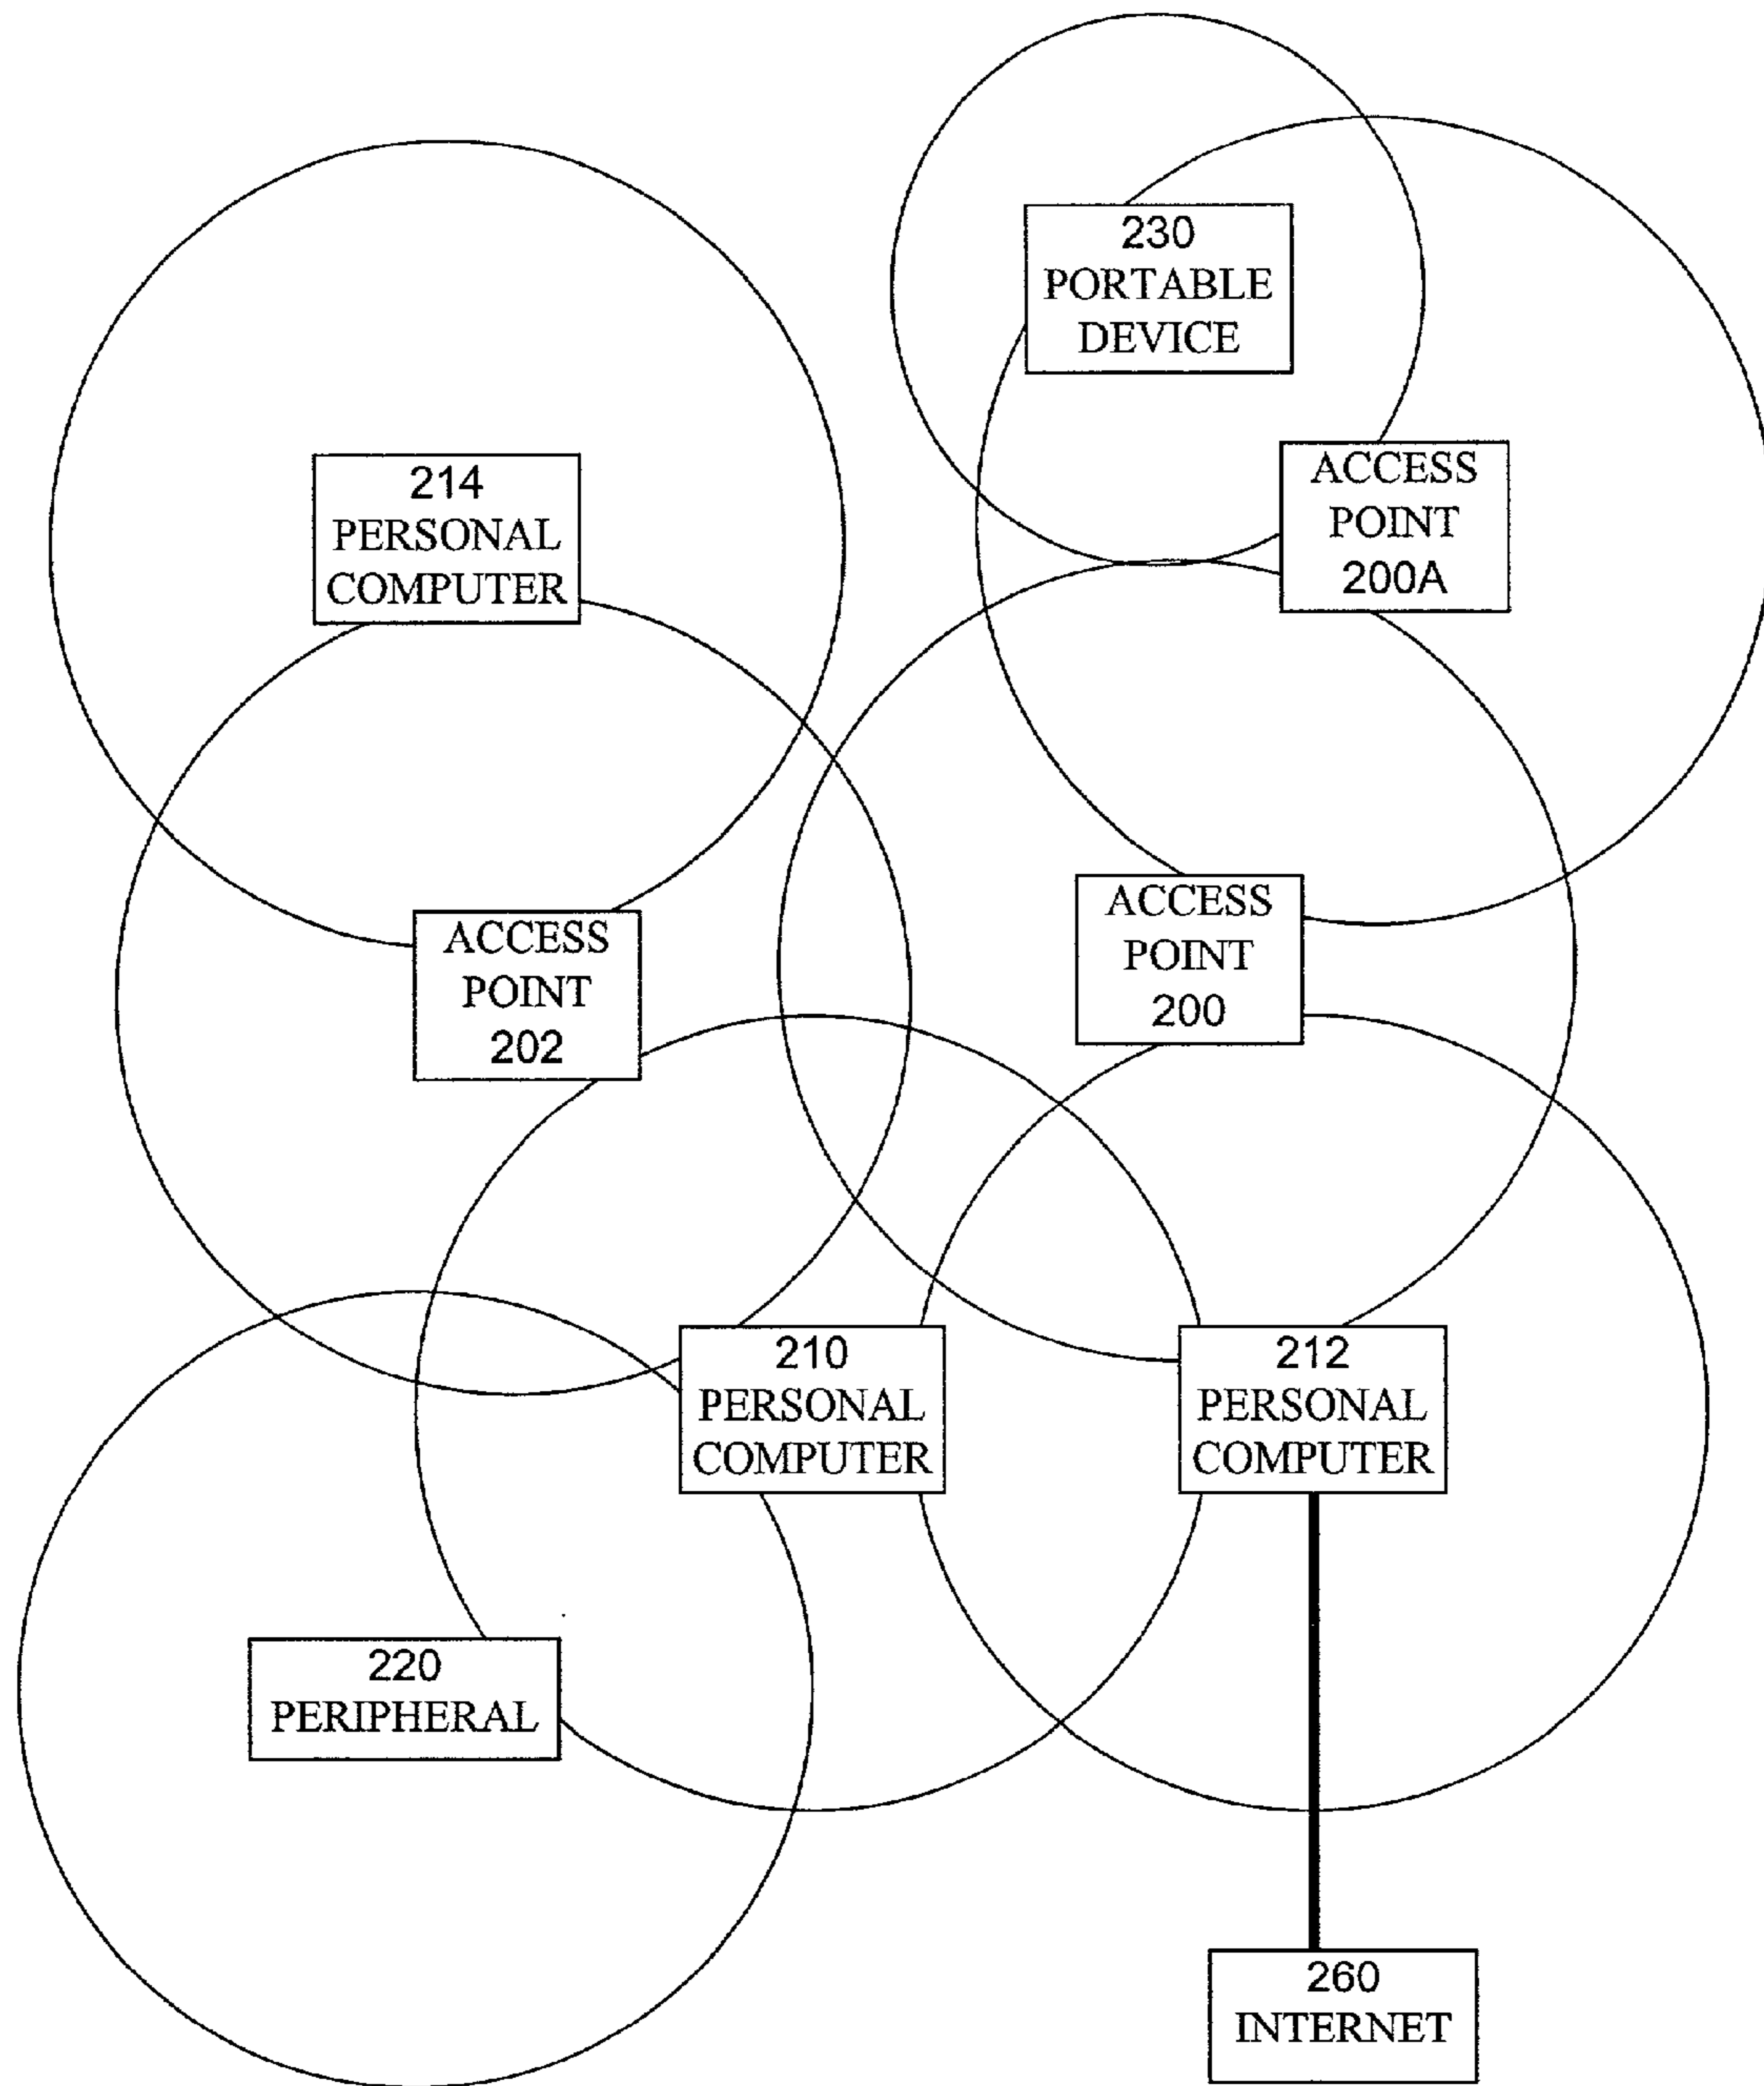 230
PORTABLE
DEVICE
214
PERSONAL
COMPUTER
ACCESS
POINT
200A
ACCESS
POINT
202
ACCESS
POINT
200
210
PERSONAL
COMPUTER
212
PERSONAL
COMPUTER
220
PERIPHERAL
260
INTERNET